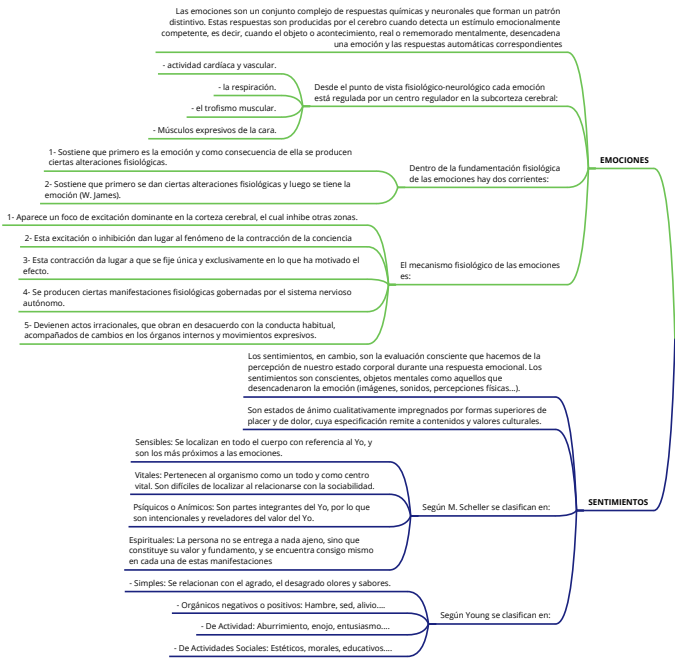 Las emociones son un conjunto complejo de respuestas químicas y neuronales que forman un patrón
distintivo. Estas respuestas son producidas por el cerebro cuando detecta un estímulo emocionalmente
competente, es decir, cuando el objeto o acontecimiento, real o rememorado mentalmente, desencadena
una emoción y las respuestas automáticas correspondientes
- actividad cardíaca y vascular.
- la respiración.
- el trofismo muscular.
- Músculos expresivos de la cara.
Desde el punto de vista fisiológico-neurológico cada emoción
está regulada por un centro regulador en la subcorteza cerebral:
EMOCIONES
1- Sostiene que primero es la emoción y como consecuencia de ella se producen
ciertas alteraciones fisiológicas.
2- Sostiene que primero se dan ciertas alteraciones fisiológicas y luego se tiene la
emoción (W. James).
Dentro de la fundamentación fisiológica
de las emociones hay dos corrientes:
1- Aparece un foco de excitación dominante en la corteza cerebral, el cual inhibe otras zonas.
2- Esta excitación o inhibición dan lugar al fenómeno de la contracción de la conciencia
3- Esta contracción da lugar a que se fije única y exclusivamente en lo que ha motivado el
efecto.
4- Se producen ciertas manifestaciones fisiológicas gobernadas por el sistema nervioso
autónomo.
5- Devienen actos irracionales, que obran en desacuerdo con la conducta habitual,
acompañados de cambios en los órganos internos y movimientos expresivos.
El mecanismo fisiológico de las emociones
es:
Los sentimientos, en cambio, son la evaluación consciente que hacemos de la
percepción de nuestro estado corporal durante una respuesta emocional. Los
sentimientos son conscientes, objetos mentales como aquellos que
desencadenaron la emoción (imágenes, sonidos, percepciones físicas...).
Son estados de ánimo cualitativamente impregnados por formas superiores de
placer y de dolor, cuya especificación remite a contenidos y valores culturales.
Sensibles: Se localizan en todo el cuerpo con referencia al Yo, y
son los más próximos a las emociones.
Vitales: Pertenecen al organismo como un todo y como centro
vital. Son difíciles de localizar al relacionarse con la sociabilidad.
Psíquicos o Anímicos: Son partes integrantes del Yo, por lo que
son intencionales y reveladores del valor del Yo.
Espirituales: La persona no se entrega a nada ajeno, sino que
constituye su valor y fundamento, y se encuentra consigo mismo
en cada una de estas manifestaciones
Según M. Scheller se clasifican en:
SENTIMIENTOS
- Simples: Se relacionan con el agrado, el desagrado olores y sabores.
- Orgánicos negativos o positivos: Hambre, sed, alivio....
- De Actividad: Aburrimiento, enojo, entusiasmo....
- De Actividades Sociales: Estéticos, morales, educativos....
Según Young se clasifican en: